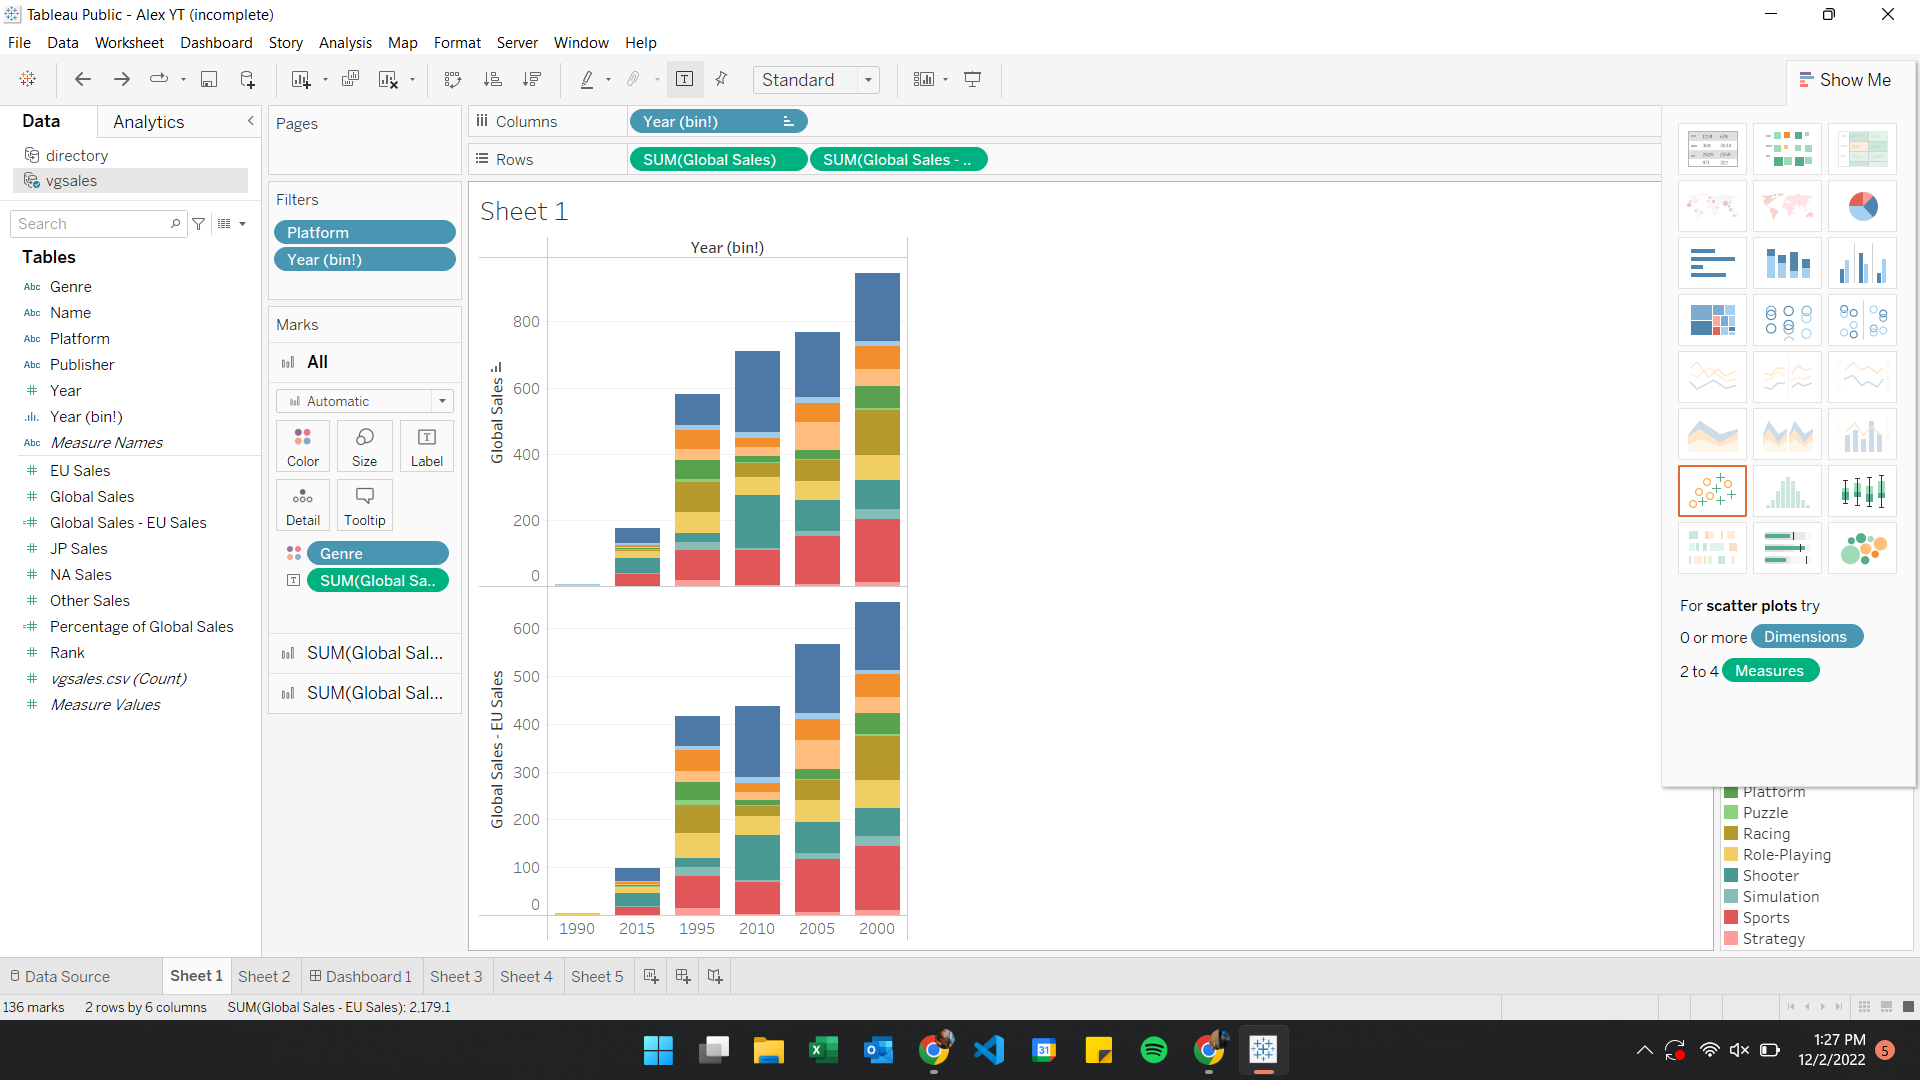 Tableau Public - Alex YT (incomplete)
File Data Worksheet Dashboard Story Analysis Map Format Server Window Help
Standard
Show Me
Data Analytics
directory
vgsales
Search
Tables
Abc Genre
Abc Name
Abc Platform
Abc Publisher
Year
Year (bin!)
Abc Measure Names
EU Sales
Global Sales
Global Sales - EU Sales
JP Sales
NA Sales
Other Sales
Percentage of Global Sales
Rank
vgsales.csv (Count)
Measure Values
Pages
Filters
Platform
Year (bin!)
Marks
All
Automatic
Color Size Label
Detail Tooltip
Genre
SUM(Global Sa..
SUM(Global Sal...
SUM(Global Sal...
Columns Year (bin!)
Rows SUM(Global Sales) SUM(Global Sales - ..
Sheet 1
Year (bin!)
Global Sales
800
600
400
200
0
Global Sales - EU Sales
600
500
400
300
200
100
0
1990 2015 1995 2010 2005 2000
For scatter plots try
0 or more Dimensions
2 to 4 Measures
Platform
Puzzle
Racing
Role-Playing
Shooter
Simulation
Sports
Strategy
Data Source Sheet 1 Sheet 2 Dashboard 1 Sheet 3 Sheet 4 Sheet 5
136 marks 2 rows by 6 columns SUM(Global Sales - EU Sales): 2,179.1
31
1:27 PM
12/2/2022
5